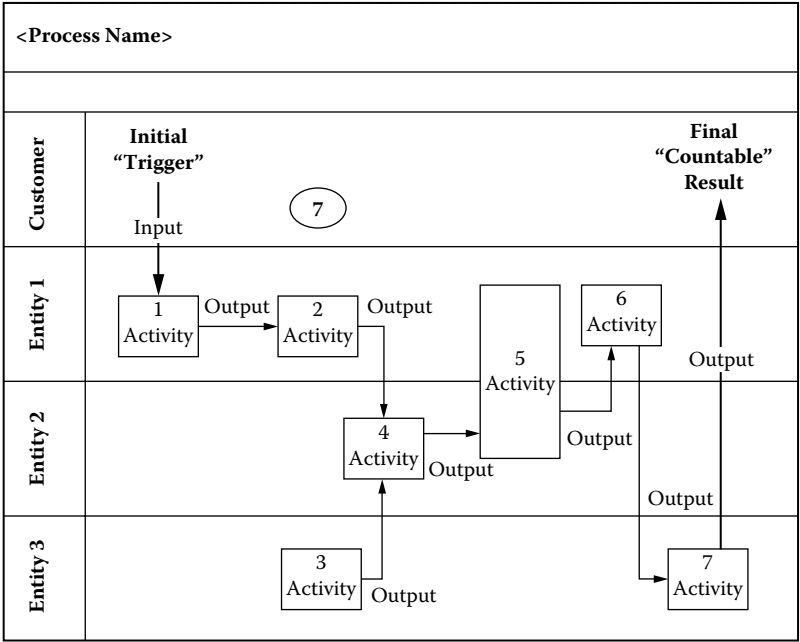 <Process Name>
Customer
Initial
“Trigger”
Input
7
Final
“Countable”
Result
Entity 1
1
Activity
Output
2
Activity
Output
5
Activity
6
Activity
Output
Entity 2
4
Activity
Output
Output
Output
Entity 3
3
Activity
Output
7
Activity